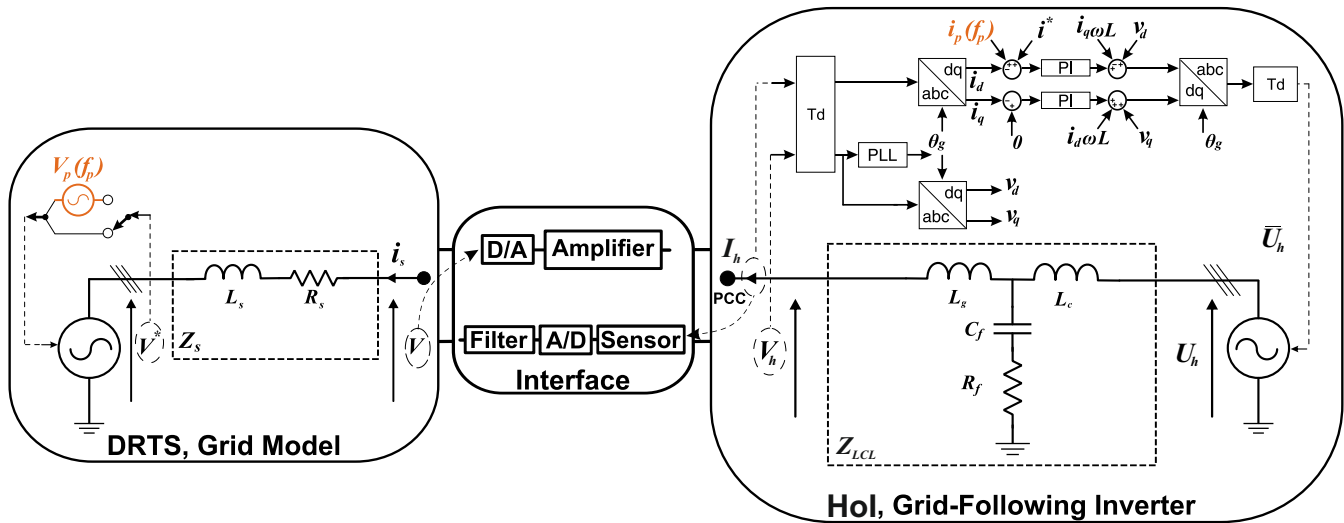 V_p(f_p)
V*
L_s
R_s
Z_s
i_s
V
DRTS, Grid Model
D/A
Amplifier
Filter
A/D
Sensor
Interface
I_h
PCC
V_h
Td
PLL
dq
abc
i_d
i_q
θ_g
dq
abc
v_d
v_q
i_p(f_p)
i*
- + +
PI
i_qωL
v_d
- +
- +
0
PI
+ +
+
i_dωL
v_q
abc
dq
θ_g
Td
L_g
L_c
C_f
R_f
Z_LCL
U_h
Ū_h
HoI, Grid-Following Inverter